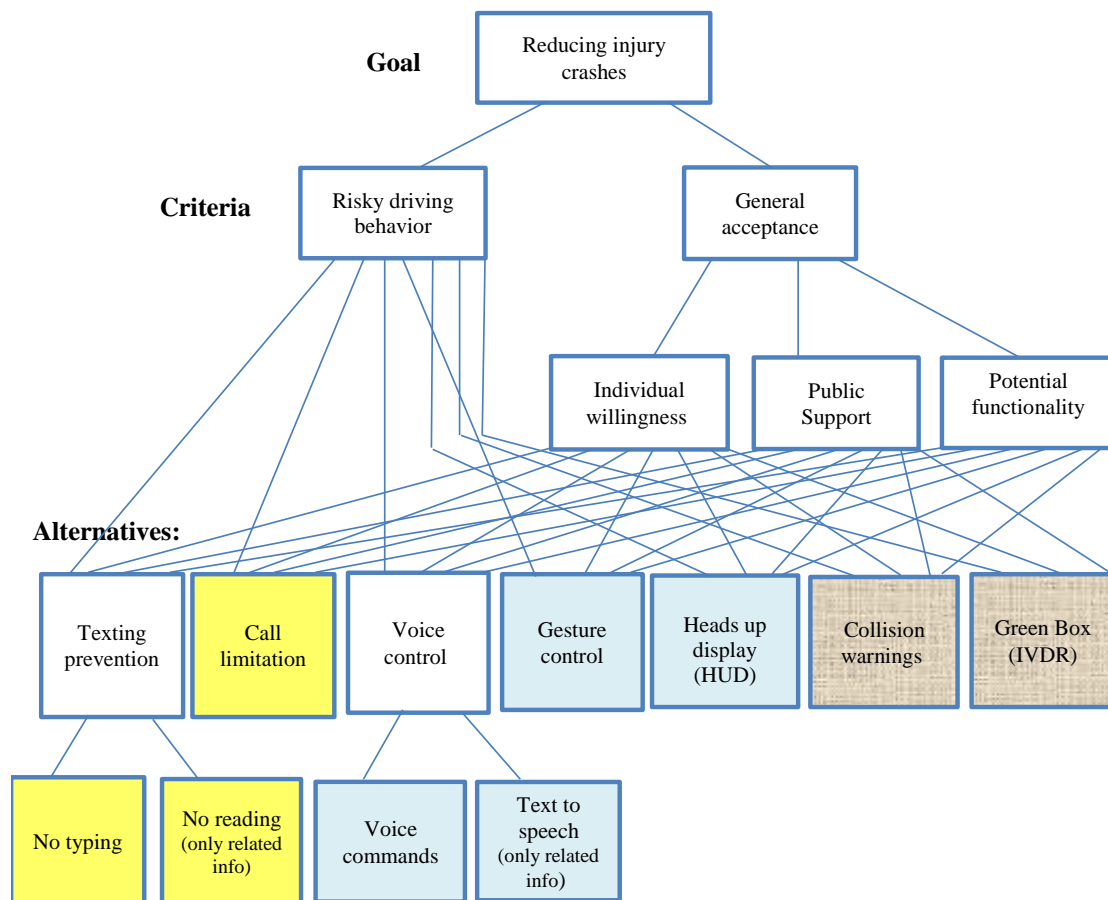 Goal
Reducing injury
crashes
Criteria
Risky driving
behavior
General
acceptance
Individual
willingness
Public
Support
Potential
functionality
Alternatives:
Texting
prevention
Call
limitation
Voice
control
Gesture
control
Heads up
display
(HUD)
Collision
warnings
Green Box
(IVDR)
No typing
No reading
(only related
info)
Voice
commands
Text to
speech
(only related
info)